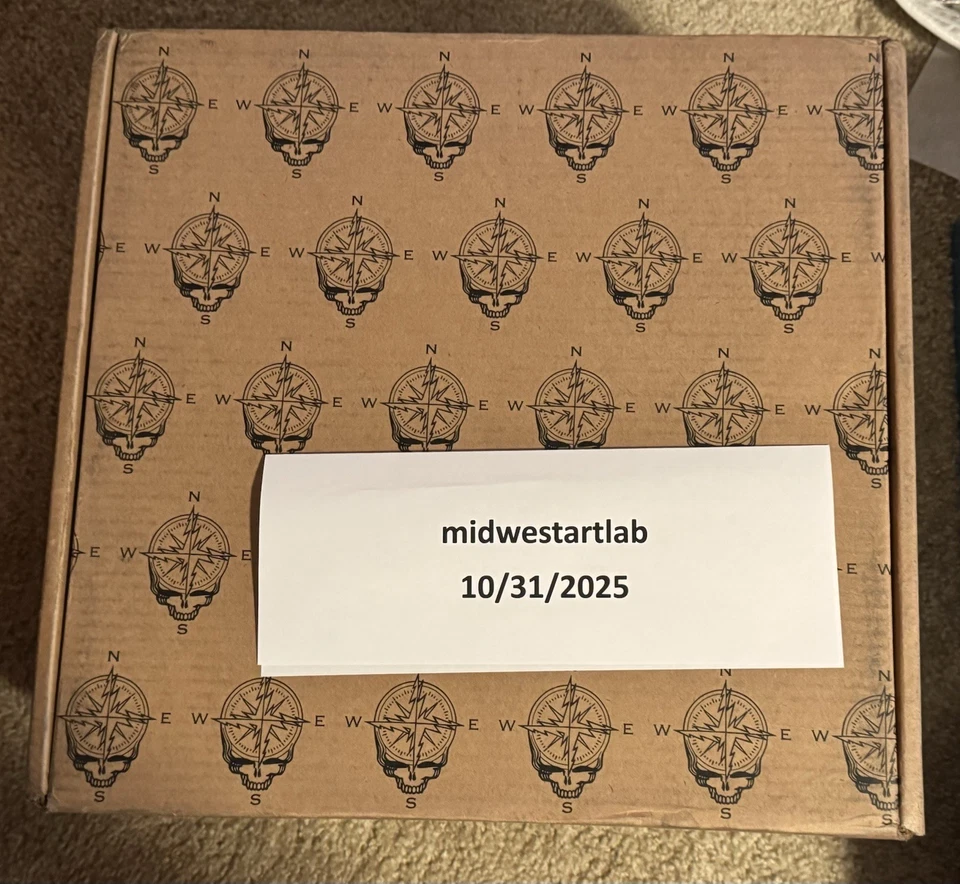 N N N N N N
E W E W E W E W E W
S S S S S S
N N N N N
E W E W E W E W E W E W
S S S S S
N N N N N N
E W E W E W E W E W
S S
N
E W E E W
S
midwestartlab
10/31/2025
N N N
E W E W E W E W E W
S S S S S S